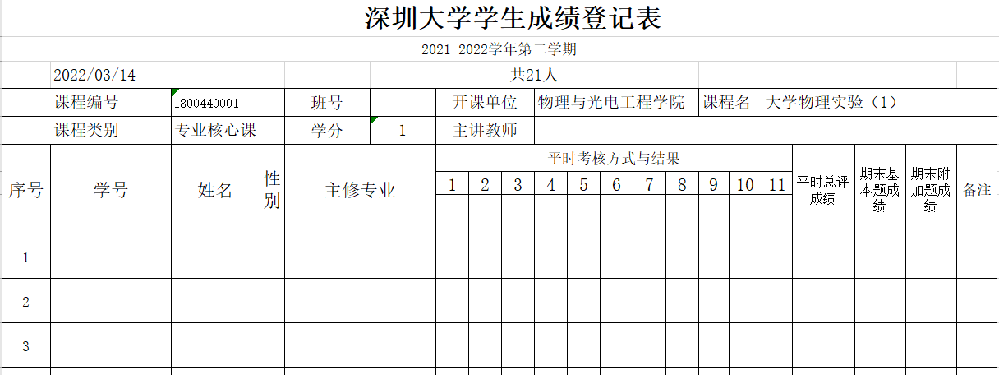 深圳大学学生成绩登记表
2021-2022学年第二学期
2022/03/14 共21人
课程编号 1800440001 班号 开课单位 物理与光电工程学院 课程名 大学物理实验（1）
课程类别 专业核心课 学分 1 主讲教师
序号 学号 姓名 性别 主修专业 平时考核方式与结果 平时总评成绩 期末基本题成绩 期末附加题成绩 备注
1 2 3 4 5 6 7 8 9 10 11
1
2
3